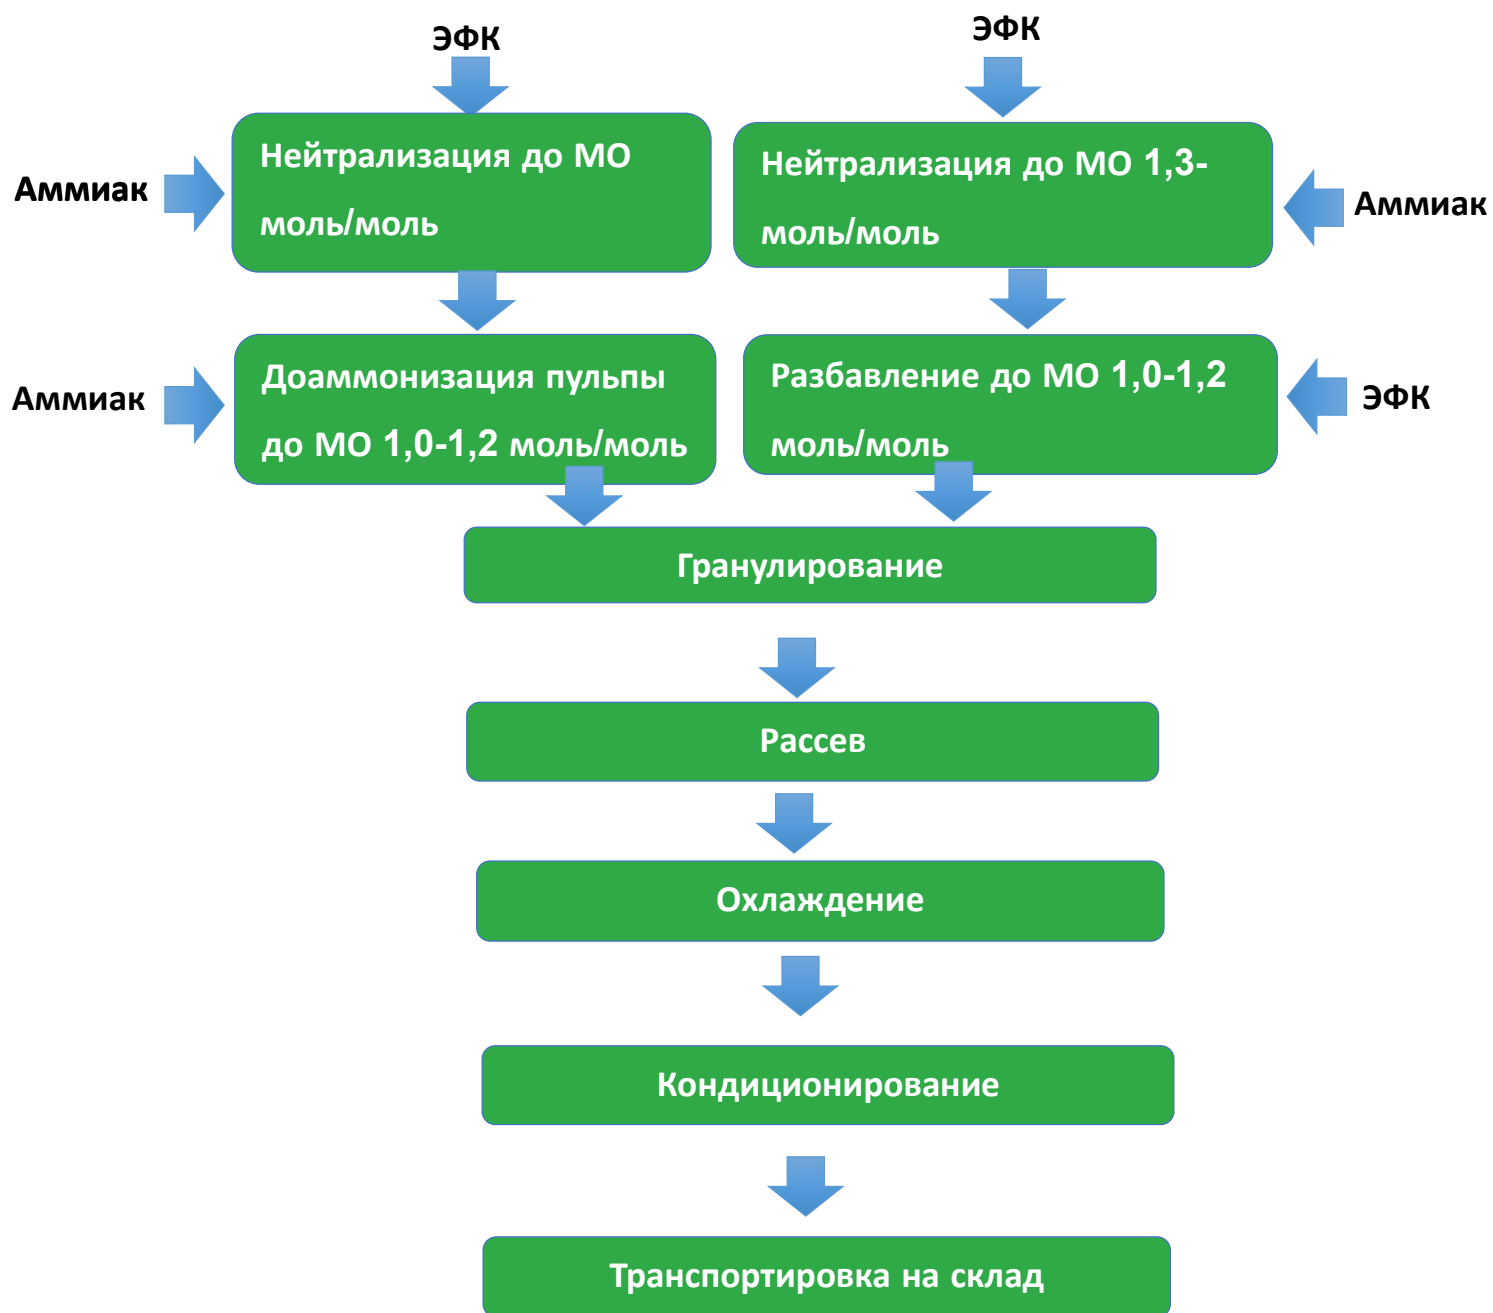 ЭФК
ЭФК
Аммиак
Нейтрализация до МО
моль/моль
Нейтрализация до МО 1,3-
моль/моль
Аммиак
Аммиак
Доаммонизация пульпы
до МО 1,0-1,2 моль/моль
Разбавление до МО 1,0-1,2
моль/моль
ЭФК
Гранулирование
Рассев
Охлаждение
Кондиционирование
Транспортировка на склад